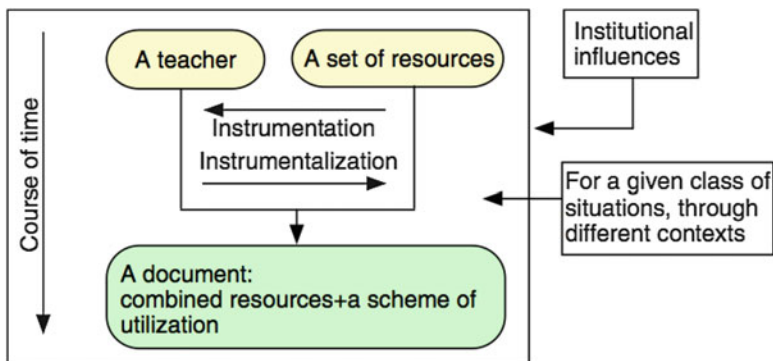 A teacher
A set of resources
Institutional
influences
Instrumentation
Instrumentalization
Course of time
For a given class of
situations, through
different contexts
A document:
combined resources+a scheme of
utilization